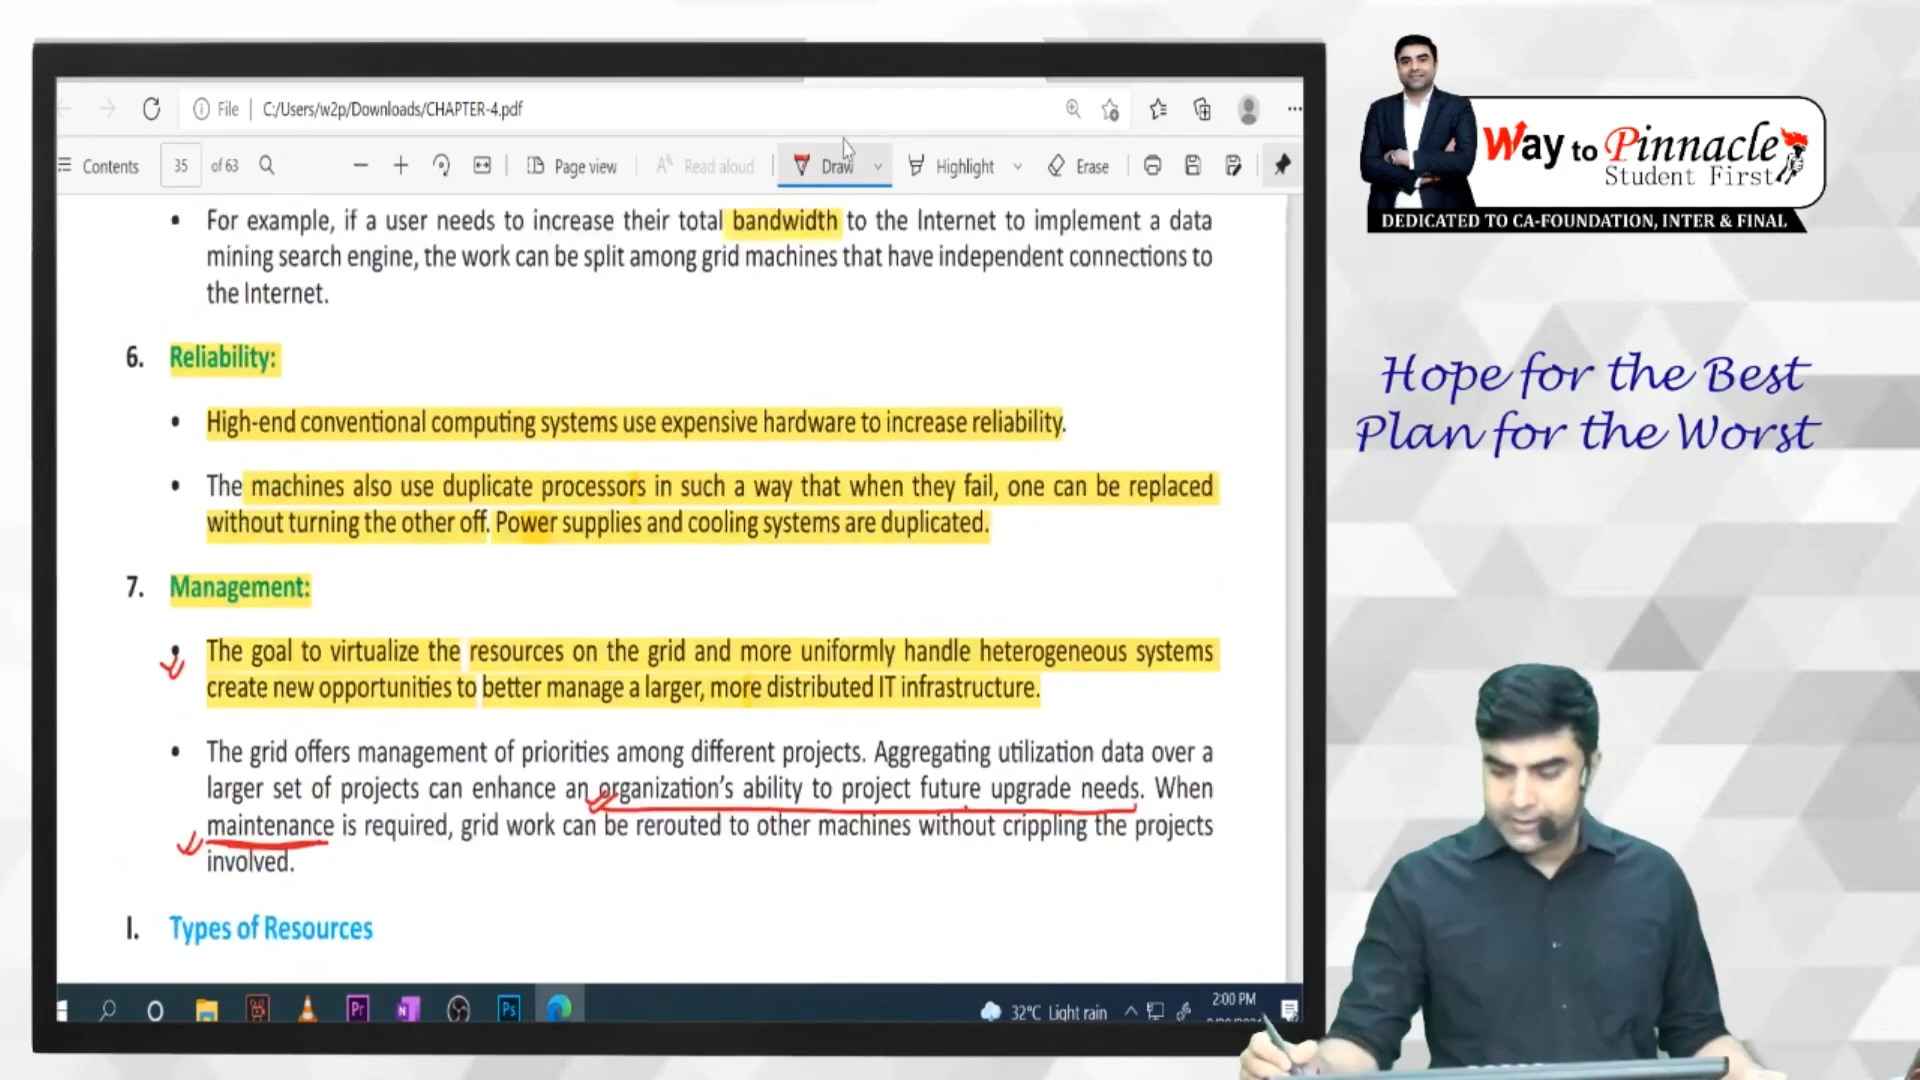 File | C:/Users/w2p/Downloads/CHAPTER-4.pdf
Contents 35 of 63 Page view Read aloud Draw Highlight Erase
• For example, if a user needs to increase their total bandwidth to the Internet to implement a data
mining search engine, the work can be split among grid machines that have independent connections to
the Internet.
6. Reliability:
• High-end conventional computing systems use expensive hardware to increase reliability.
• The machines also use duplicate processors in such a way that when they fail, one can be replaced
without turning the other off. Power supplies and cooling systems are duplicated.
7. Management:
• The goal to virtualize the resources on the grid and more uniformly handle heterogeneous systems
create new opportunities to better manage a larger, more distributed IT infrastructure.
• The grid offers management of priorities among different projects. Aggregating utilization data over a
larger set of projects can enhance an organization's ability to project future upgrade needs. When
maintenance is required, grid work can be rerouted to other machines without crippling the projects
involved.
I. Types of Resources
Pr N Ps 32°C Light rain 2:00 PM
Way to Pinnacle
Student First
DEDICATED TO CA-FOUNDATION, INTER & FINAL
Hope for the Best
Plan for the Worst